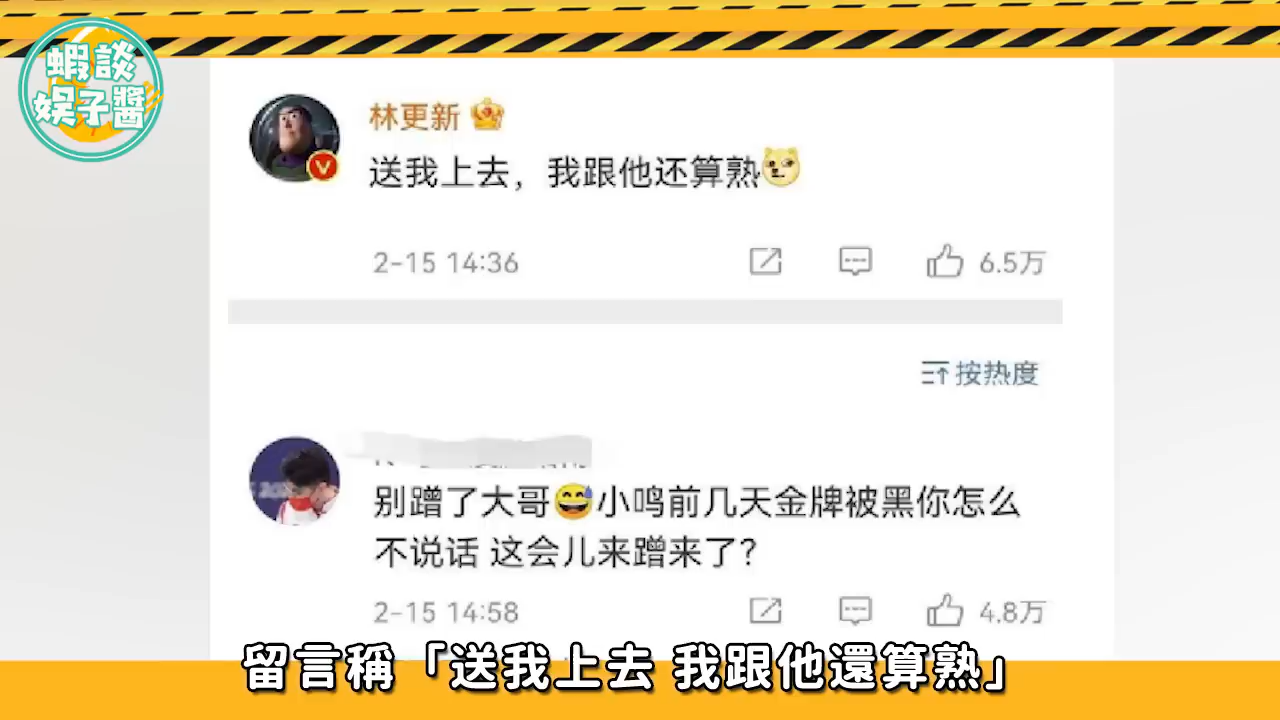 蝦談
娛子醬
林更新
送我上去，我跟他还算熟
2-15 14:36
6.5万
按热度
别蹭了大哥😅小鸣前几天金牌被黑你怎么
不说话 这会儿来蹭来了?
2-15 14:58
4.8万
留言稱「送我上去 我跟他還算熟」